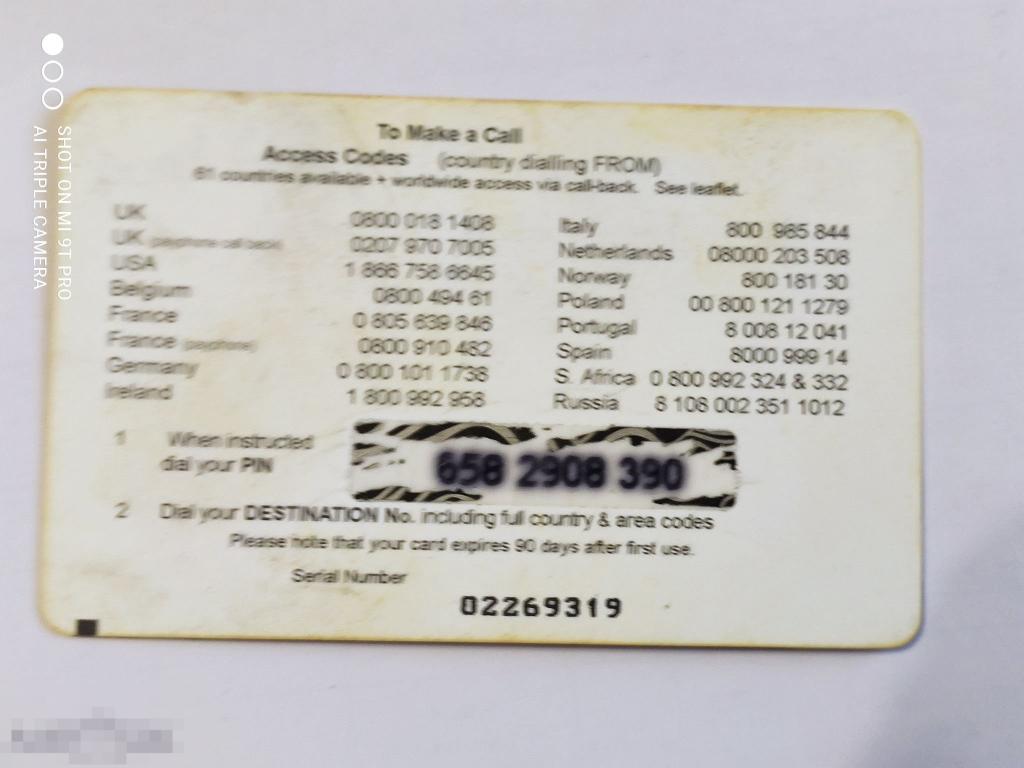 SHOT ON MI 9T PRO
AI TRIPLE CAMERA
To Make a Call
Access Codes (country dialling FROM)
61 countries available + worldwide access via call-back. See leaflet.
UK 0800 018 1408
UK (payphone call back) 0207 970 7005
USA 1 866 758 6645
Belgium 0800 494 61
France 0 805 639 846
France (payphone) 0800 910 482
Germany 0 800 101 1738
Ireland 1 800 992 958
Italy 800 985 844
Netherlands 08000 203 508
Norway 800 181 30
Poland 00 800 121 1279
Portugal 8 008 12 041
Spain 8000 999 14
S. Africa 0 800 992 324 & 332
Russia 8 108 002 351 1012
1 When instructed
dial your PIN
658 2908 390
2 Dial your DESTINATION No. including full country & area codes
Please note that your card expires 90 days after first use.
Serial Number
02269319